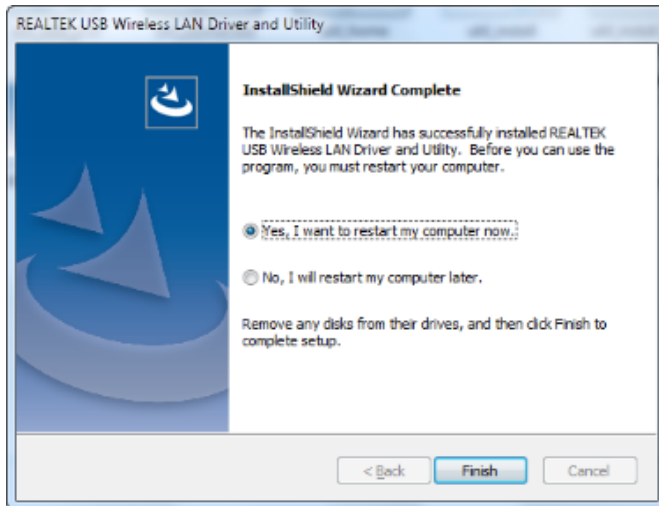 REALTEK USB Wireless LAN Driver and Utility
InstallShield Wizard Complete
The InstallShield Wizard has successfully installed REALTEK
USB Wireless LAN Driver and Utility. Before you can use the
program, you must restart your computer.
Yes, I want to restart my computer now.
No, I will restart my computer later.
Remove any disks from their drives, and then click Finish to
complete setup.
< Back
Finish
Cancel